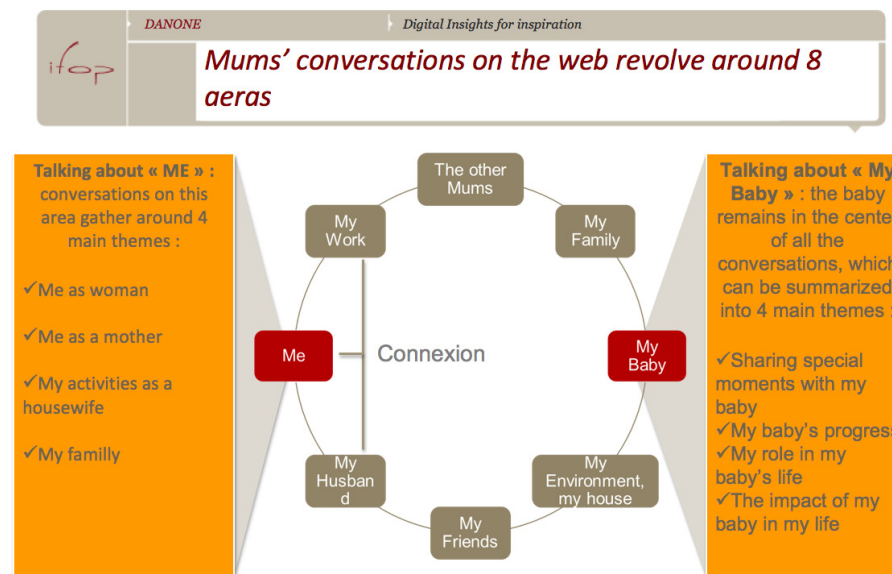 DANONE
Digital Insights for inspiration
ifop
Mums’ conversations on the web revolve around 8
aeras
Talking about « ME » :
conversations on this
area gather around 4
main themes :
✓Me as woman
✓Me as a mother
✓My activities as a
housewife
✓My familly
The other
Mums
My
Work
My
Family
Me
Connexion
My
Baby
My
Husban
d
My
Environment,
my house
My
Friends
Talking about « My
Baby » : the baby
remains in the cente
of all the
conversations, which
can be summarized
into 4 main themes :
✓Sharing special
moments with my
baby
✓My baby’s progress
✓My role in my
baby’s life
✓The impact of my
baby in my life